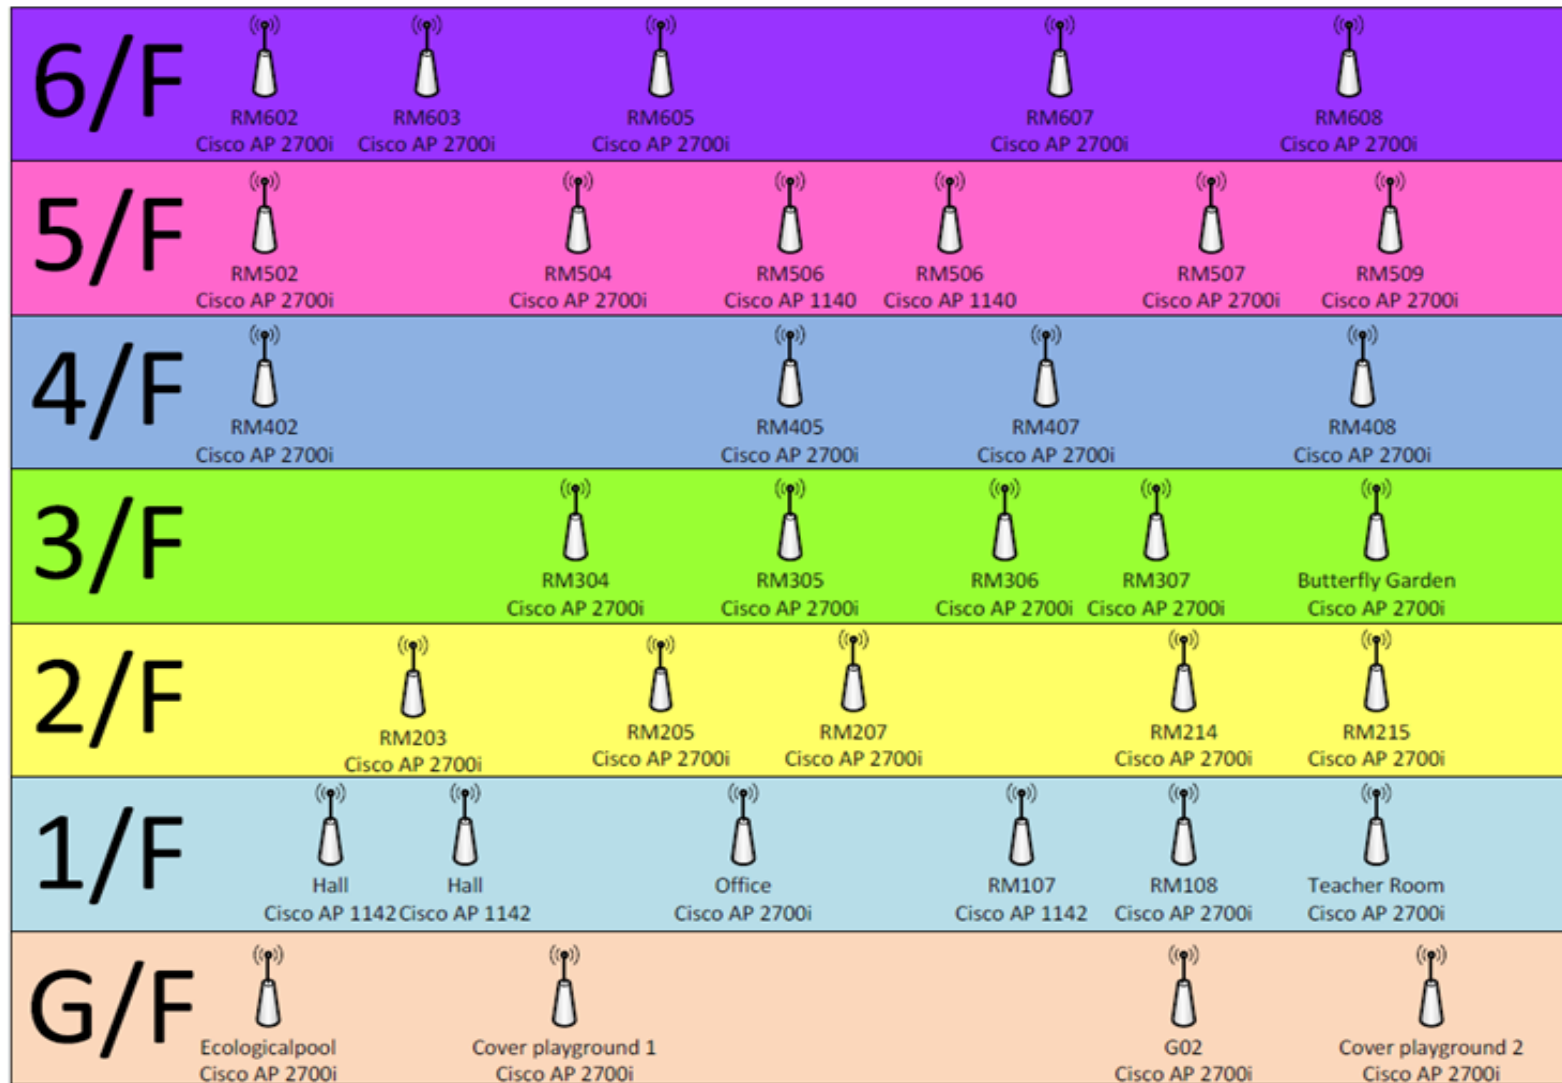 6/F
RM602 RM603 RM605 RM607 RM608
Cisco AP 2700i Cisco AP 2700i Cisco AP 2700i Cisco AP 2700i Cisco AP 2700i
5/F
RM502 RM504 RM506 RM506 RM507 RM509
Cisco AP 2700i Cisco AP 2700i Cisco AP 1140 Cisco AP 1140 Cisco AP 2700i Cisco AP 2700i
4/F
RM402 RM405 RM407 RM408
Cisco AP 2700i Cisco AP 2700i Cisco AP 2700i Cisco AP 2700i
3/F
RM304 RM305 RM306 RM307 Butterfly Garden
Cisco AP 2700i Cisco AP 2700i Cisco AP 2700i Cisco AP 2700i Cisco AP 2700i
2/F
RM203 RM205 RM207 RM214 RM215
Cisco AP 2700i Cisco AP 2700i Cisco AP 2700i Cisco AP 2700i Cisco AP 2700i
1/F
Hall Hall Office RM107 RM108 Teacher Room
Cisco AP 1142 Cisco AP 1142 Cisco AP 2700i Cisco AP 1142 Cisco AP 2700i Cisco AP 2700i
G/F
Ecologicalpool Cover playground 1 G02 Cover playground 2
Cisco AP 2700i Cisco AP 2700i Cisco AP 2700i Cisco AP 2700i